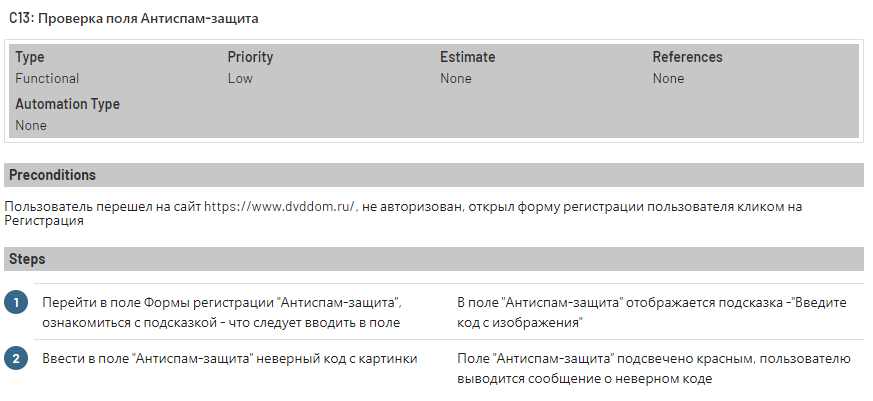 C13: Проверка поля Антиспам-защита
Type Priority Estimate References
Functional Low None None
Automation Type
None
Preconditions
Пользователь перешел на сайт https://www.dvddom.ru/, не авторизован, открыл форму регистрации пользователя кликом на
Регистрация
Steps
1 Перейти в поле Формы регистрации "Антиспам-защита",
ознакомиться с подсказкой - что следует вводить в поле
В поле "Антиспам-защита" отображается подсказка -"Введите
код с изображения"
2 Ввести в поле "Антиспам-защита" неверный код с картинки
Поле "Антиспам-защита" подсвечено красным, пользователю
выводится сообщение о неверном коде